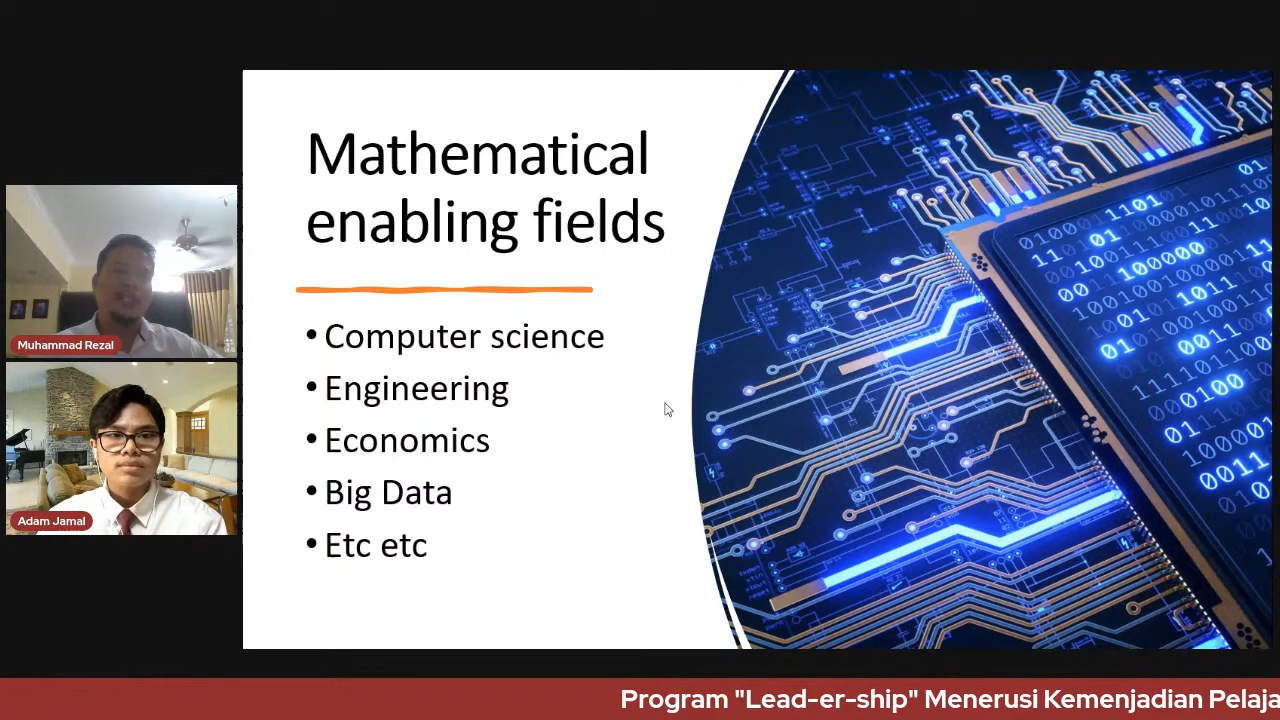 Mathematical
enabling fields
• Computer science
• Engineering
• Economics
• Big Data
• Etc etc
Muhammad Rezal
Adam Jamal
Program "Lead-er-ship" Menerusi Kemenjadian Pelaja